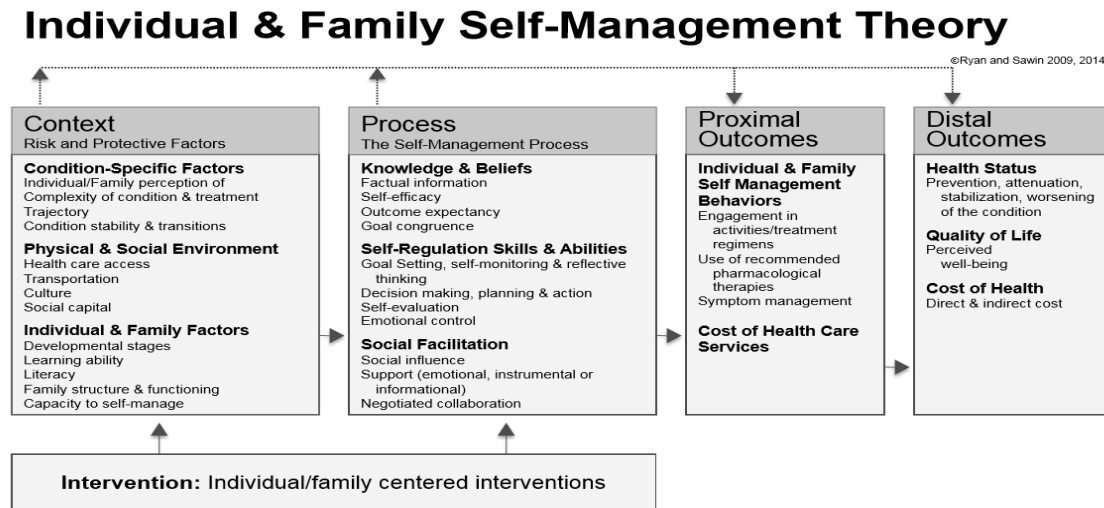 Individual & Family Self-Management Theory
©Ryan and Sawin 2009, 2014
Context
Risk and Protective Factors
Condition-Specific Factors
Individual/Family perception of
Complexity of condition & treatment
Trajectory
Condition stability & transitions
Physical & Social Environment
Health care access
Transportation
Culture
Social capital
Individual & Family Factors
Developmental stages
Learning ability
Literacy
Family structure & functioning
Capacity to self-manage
Process
The Self-Management Process
Knowledge & Beliefs
Factual information
Self-efficacy
Outcome expectancy
Goal congruence
Self-Regulation Skills & Abilities
Goal Setting, self-monitoring & reflective
thinking
Decision making, planning & action
Self-evaluation
Emotional control
Social Facilitation
Social influence
Support (emotional, instrumental or
informational)
Negotiated collaboration
Proximal
Outcomes
Individual & Family
Self Management
Behaviors
Engagement in
activities/treatment
regimens
Use of recommended
pharmacological
therapies
Symptom management
Cost of Health Care
Services
Distal
Outcomes
Health Status
Prevention, attenuation,
stabilization, worsening
of the condition
Quality of Life
Perceived
well-being
Cost of Health
Direct & indirect cost
Intervention: Individual/family centered interventions